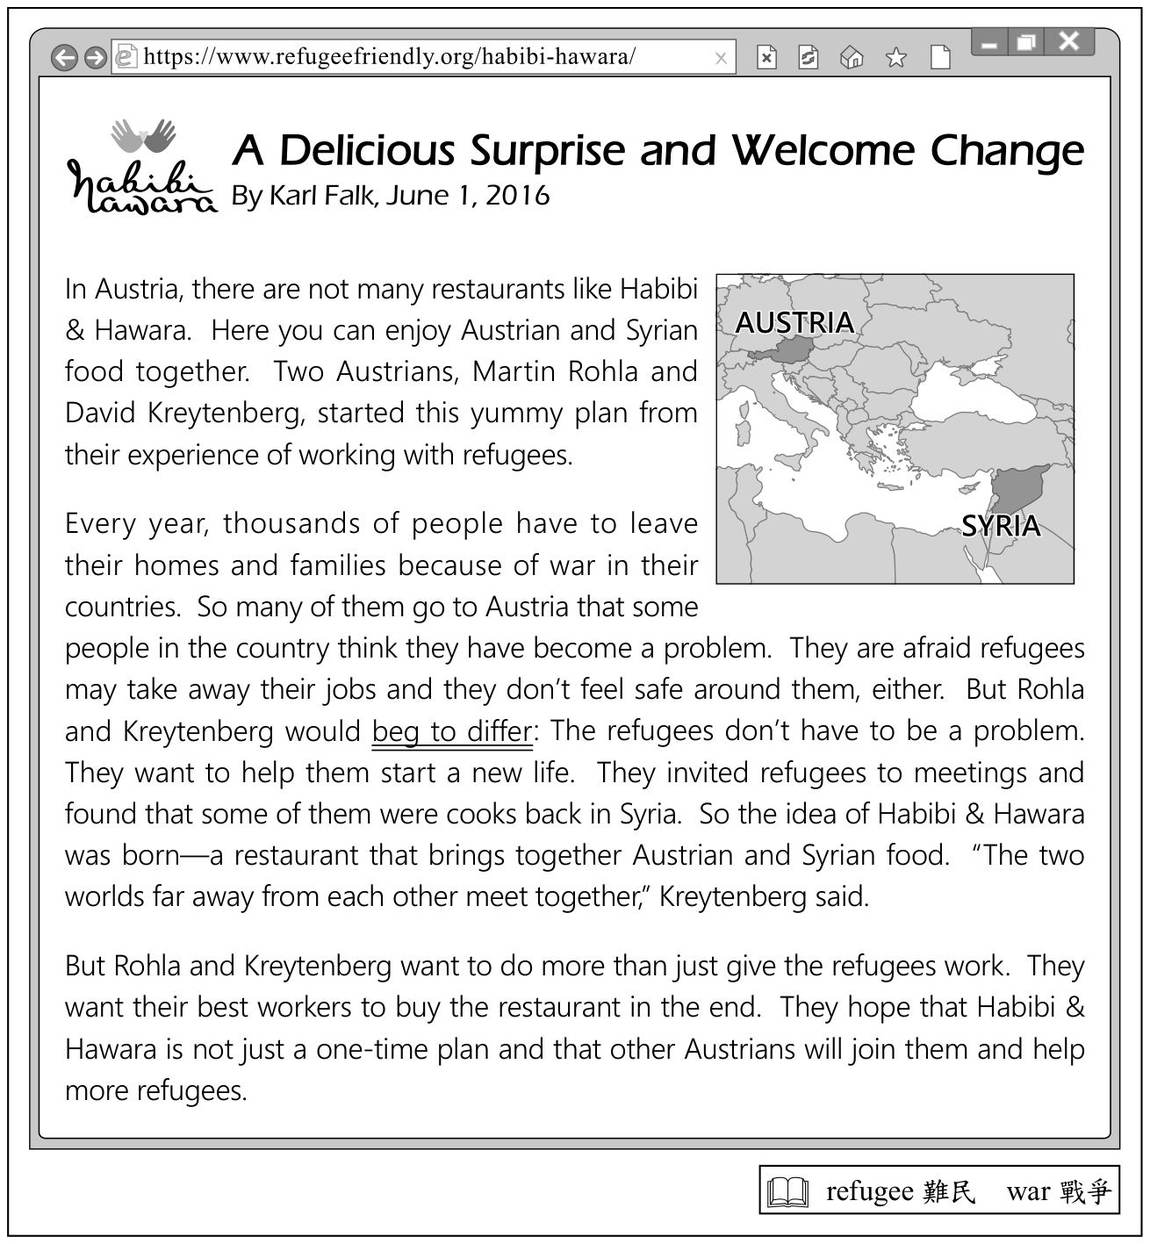 https://www.refugeefriendly.org/habibi-hawara/
habibi
hawara
A Delicious Surprise and Welcome Change
By Karl Falk, June 1, 2016
In Austria, there are not many restaurants like Habibi
& Hawara. Here you can enjoy Austrian and Syrian
food together. Two Austrians, Martin Rohla and
David Kreytenberg, started this yummy plan from
their experience of working with refugees.
AUSTRIA
SYRIA
Every year, thousands of people have to leave
their homes and families because of war in their
countries. So many of them go to Austria that some
people in the country think they have become a problem. They are afraid refugees
may take away their jobs and they don't feel safe around them, either. But Rohla
and Kreytenberg would beg to differ: The refugees don't have to be a problem.
They want to help them start a new life. They invited refugees to meetings and
found that some of them were cooks back in Syria. So the idea of Habibi & Hawara
was born—a restaurant that brings together Austrian and Syrian food. “The two
worlds far away from each other meet together,” Kreytenberg said.
But Rohla and Kreytenberg want to do more than just give the refugees work. They
want their best workers to buy the restaurant in the end. They hope that Habibi &
Hawara is not just a one-time plan and that other Austrians will join them and help
more refugees.
refugee 難民 war 戰爭